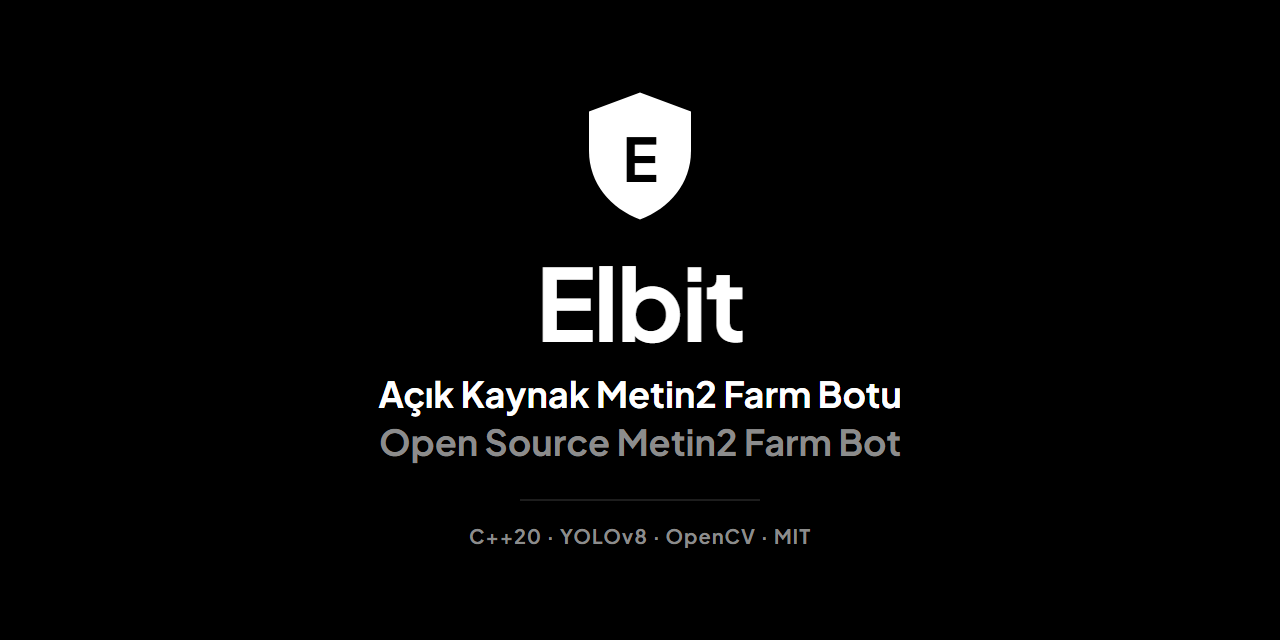 E
Elbit
Açık Kaynak Metin2 Farm Botu
Open Source Metin2 Farm Bot
C++20 · YOLOv8 · OpenCV · MIT